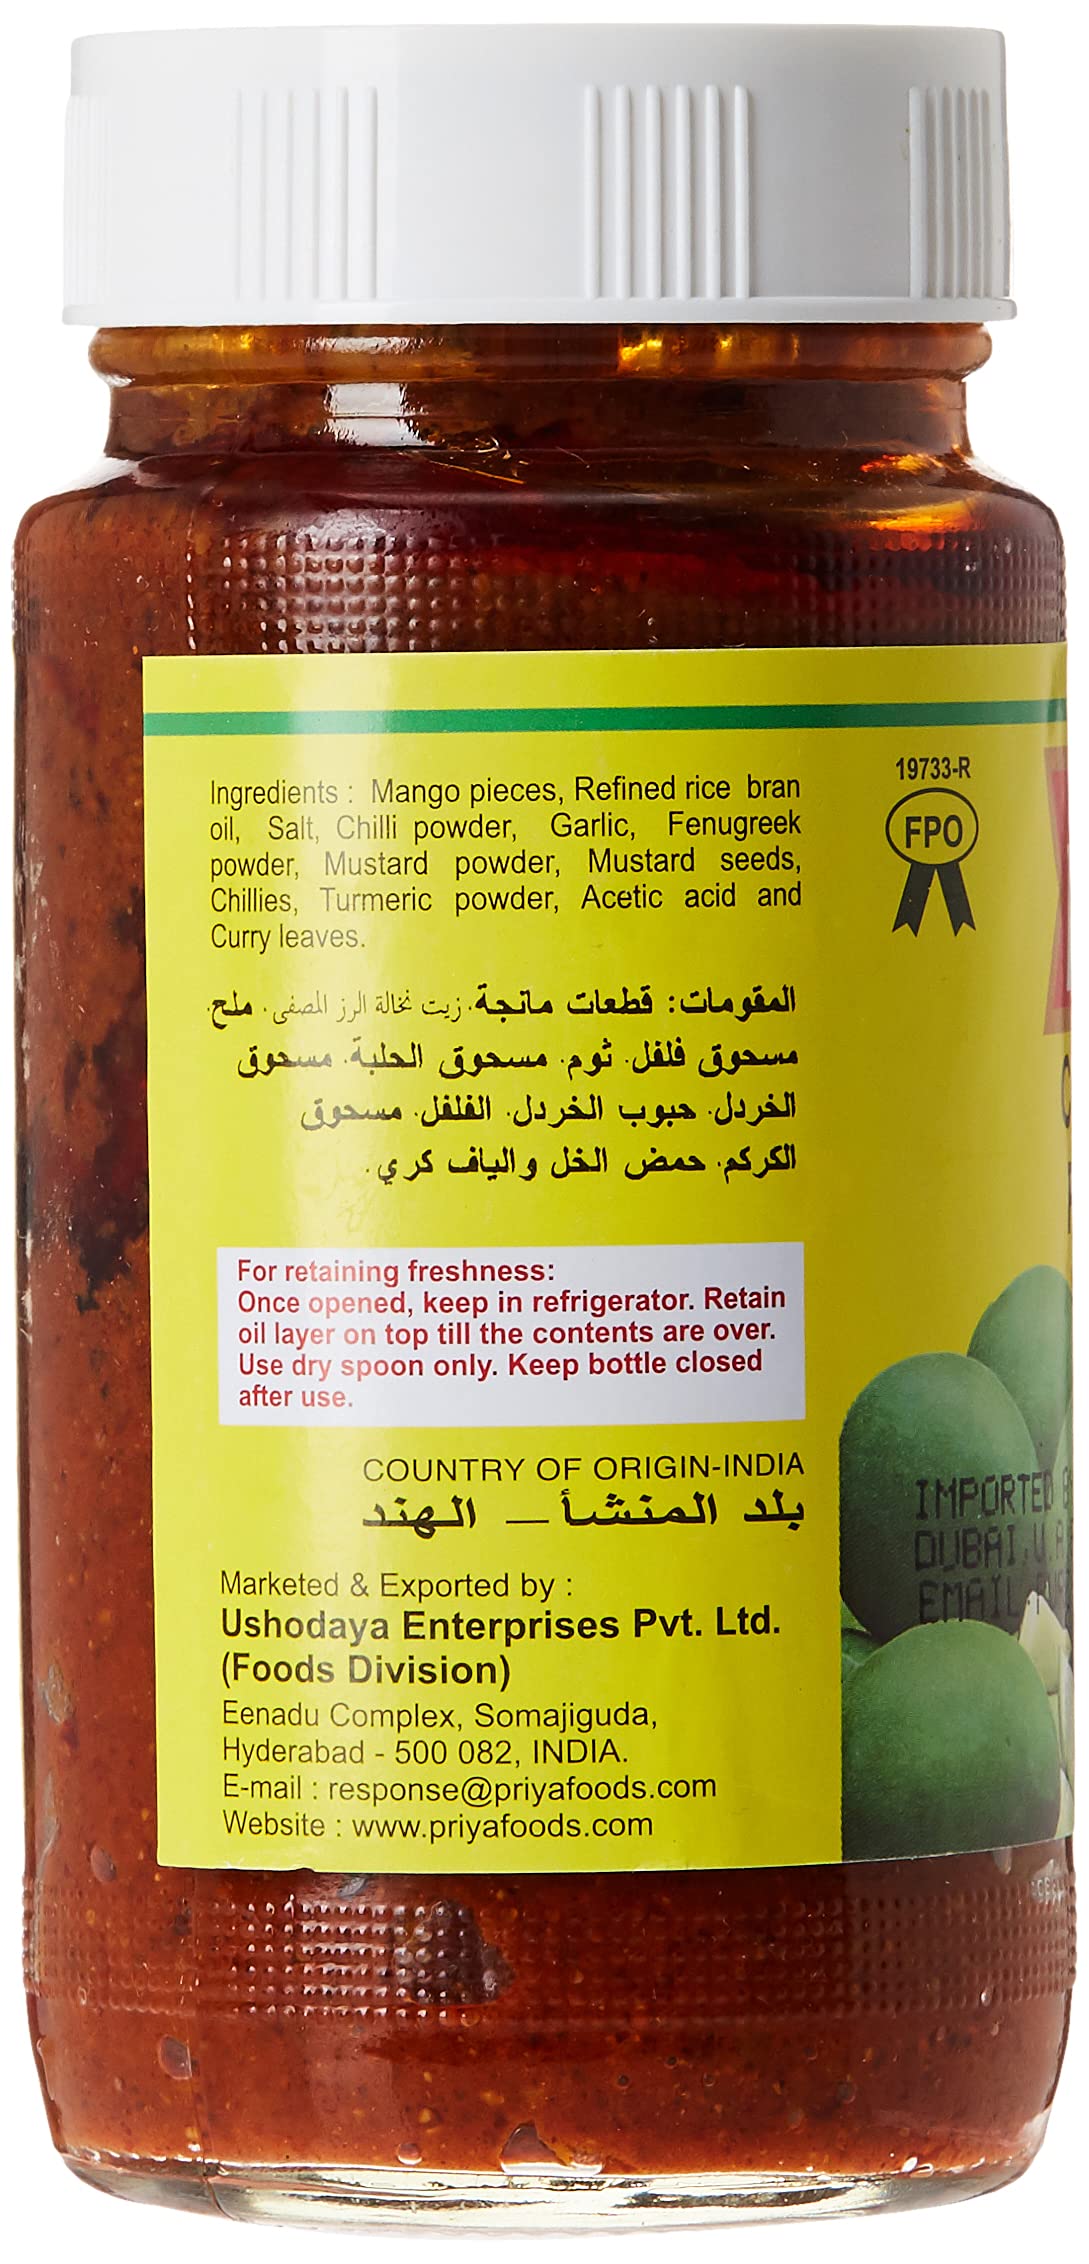 Ingredients : Mango pieces, Refined rice bran
oil, Salt, Chilli powder, Garlic, Fenugreek
powder, Mustard powder, Mustard seeds,
Chillies, Turmeric powder, Acetic acid and
Curry leaves.
المقومات: قطعات مانجة، زيت نخالة الرز المصفى، ملح،
مسحوق فلفل، ثوم، مسحوق الحلبة، مسحوق
الخردل، حبوب الخردل، الفلفل، مسحوق
الكركم، حمض الخل والياف كري.
For retaining freshness:
Once opened, keep in refrigerator. Retain
oil layer on top till the contents are over.
Use dry spoon only. Keep bottle closed
after use.
COUNTRY OF ORIGIN-INDIA
بلد المنشأ – الهند
Marketed & Exported by :
Ushodaya Enterprises Pvt. Ltd.
(Foods Division)
Eenadu Complex, Somajiguda,
Hyderabad - 500 082, INDIA.
E-mail : response@priyafoods.com
Website : www.priyafoods.com
19733-R
FPO
IMPORTED
DUBAI, U.A
EMAIL